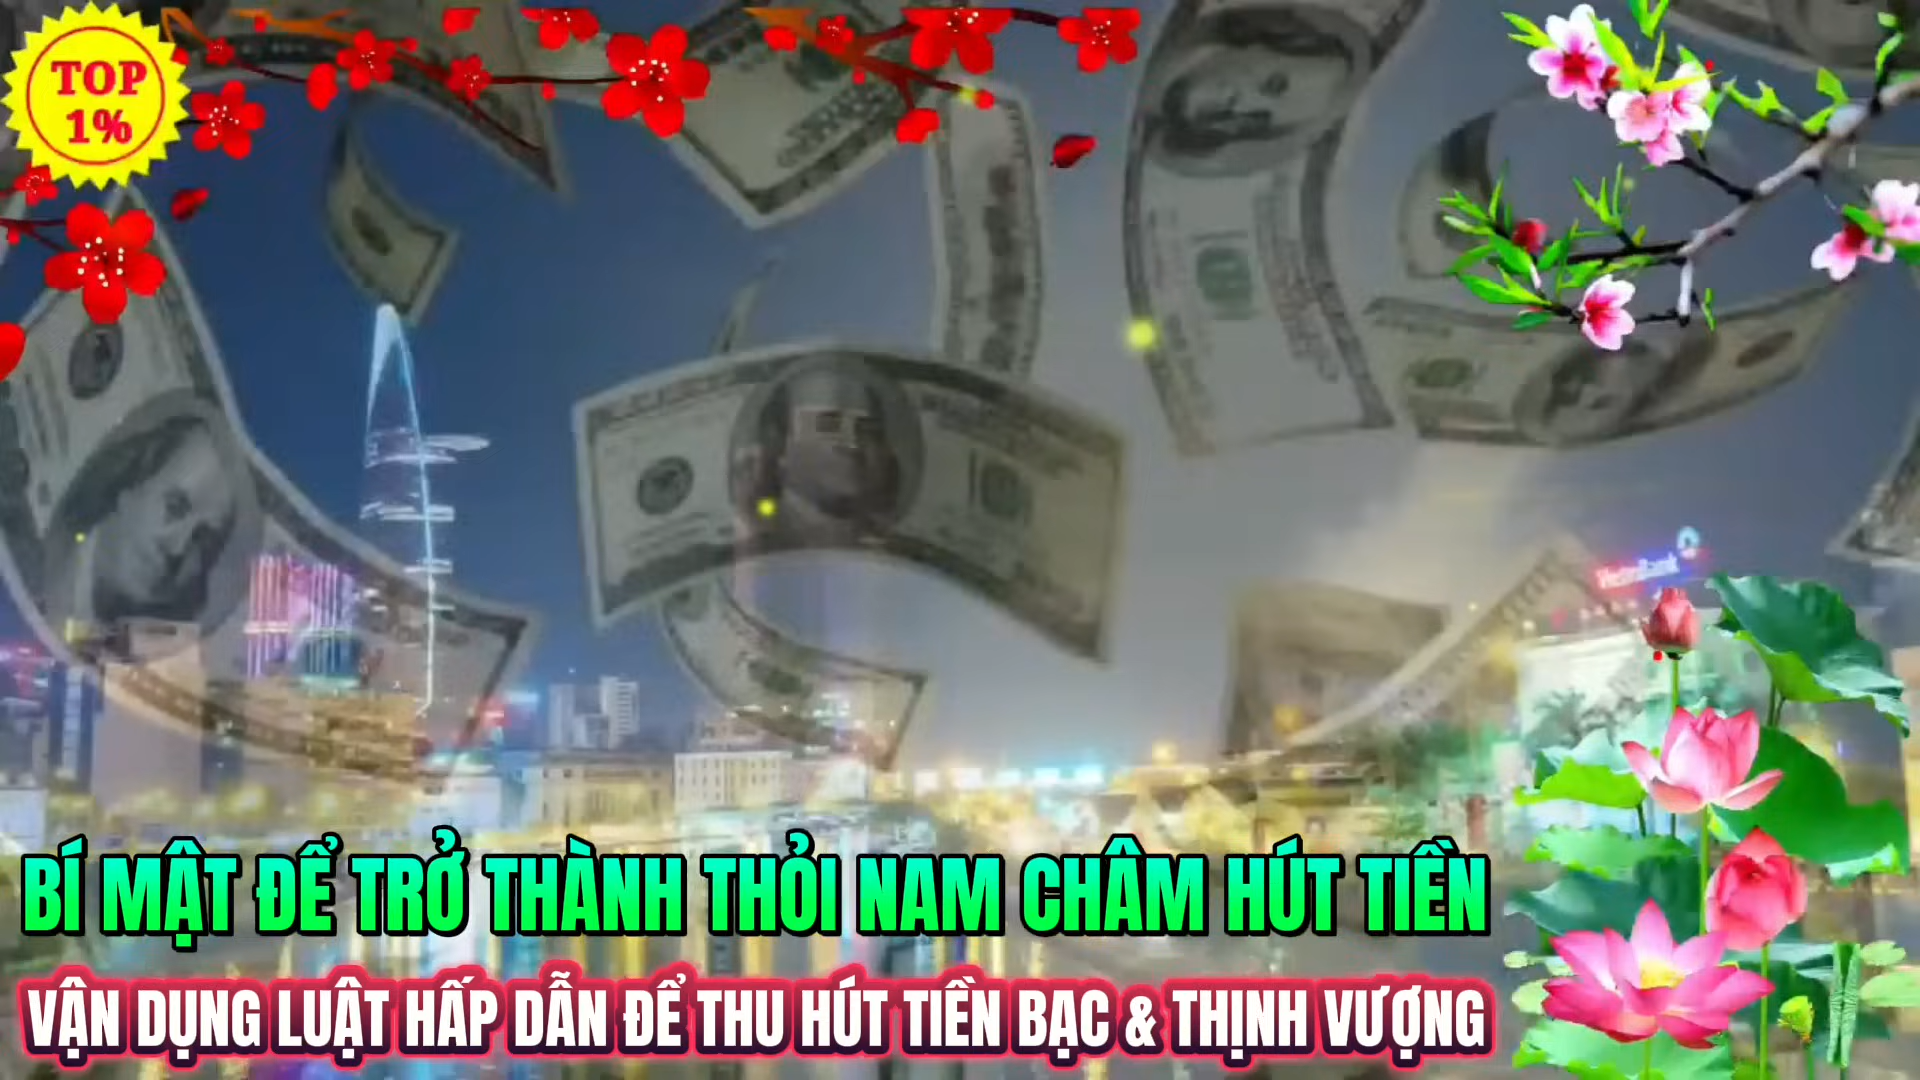 TOP
1%
VietinBank
BÍ MẬT ĐỂ TRỞ THÀNH THỎI NAM CHÂM HÚT TIỀN
VẬN DỤNG LUẬT HẤP DẪN ĐỂ THU HÚT TIỀN BẠC & THỊNH VƯỢNG